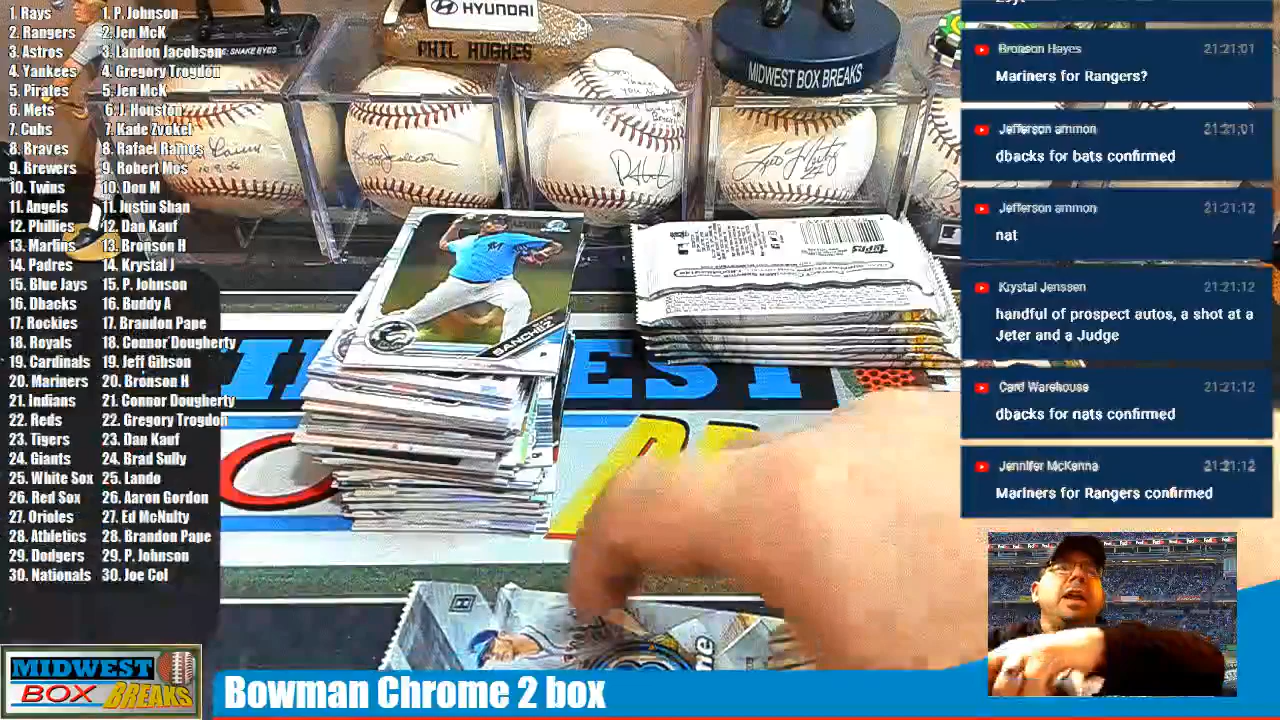 1. Rays 1. P. Johnson
2. Rangers 2. Jen McK
3. Astros 3. Landon Jacobson
4. Yankees 4. Gregory Trogdon
5. Pirates 5. Jen McK
6. Mets 6. J. Houston
7. Cubs 7. Kade Zvokel
8. Braves 8. Rafael Ramos
9. Brewers 9. Robert Mos
10. Twins 10. Don M
11. Angels 11. Justin Shan
12. Phillies 12. Dan Kauf
13. Marlins 13. Bronson H
14. Padres 14. Krystal J
15. Blue Jays 15. P. Johnson
16. Dbacks 16. Buddy A
17. Rockies 17. Brandon Pape
18. Royals 18. Connor Dougherty
19. Cardinals 19. Jeff Gibson
20. Mariners 20. Bronson H
21. Indians 21. Connor Dougherty
22. Reds 22. Gregory Trogdon
23. Tigers 23. Dan Kauf
24. Giants 24. Brad Sully
25. White Sox 25. Lando
26. Red Sox 26. Aaron Gordon
27. Orioles 27. Ed McNulty
28. Athletics 28. Brandon Pape
29. Dodgers 29. P. Johnson
30. Nationals 30. Joe Col
SNAKE EYES
HYUNDAI
PHIL HUGHES
MIDWEST BOX BREAKS
topps
SANCHEZ
Bronson Hayes 21:21:01
Mariners for Rangers?
Jefferson ammon 21:21:01
dbacks for bats confirmed
Jefferson ammon 21:21:12
nat
Krystal Jenssen 21:21:12
handful of prospect autos, a shot at a
Jeter and a Judge
Card Warehouse 21:21:12
dbacks for nats confirmed
Jennifer McKenna 21:21:12
Mariners for Rangers confirmed
MIDWEST
BOX BREAKS
Bowman Chrome 2 box